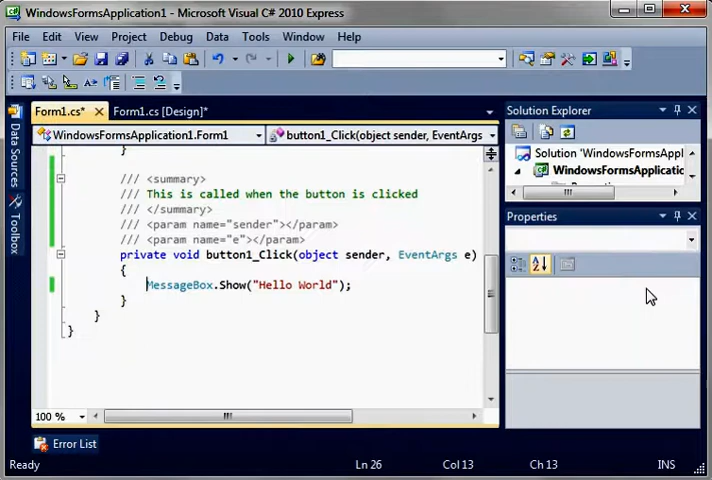 WindowsFormsApplication1 - Microsoft Visual C# 2010 Express
File Edit View Project Debug Data Tools Window Help
Form1.cs* Form1.cs [Design]*
WindowsFormsApplication1.Form1 button1_Click(object sender, EventArgs
Data Sources
Toolbox
}
/// <summary>
/// This is called when the button is clicked
/// </summary>
/// <param name="sender"></param>
/// <param name="e"></param>
private void button1_Click(object sender, EventArgs e)
{
MessageBox.Show("Hello World");
}
}
}
100 %
Solution Explorer
Solution 'WindowsFormsAppl
WindowsFormsApplicatic
Properties
Error List
Ready Ln 26 Col 13 Ch 13 INS